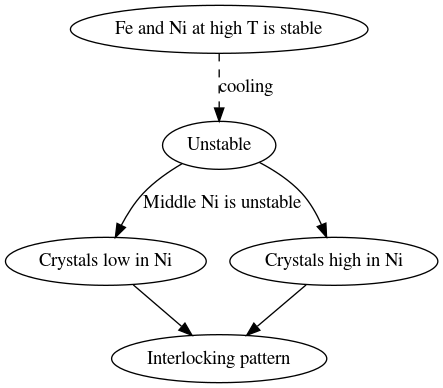 Fe and Ni at high T is stable
cooling
Unstable
Middle Ni is unstable
Crystals low in Ni
Crystals high in Ni
Interlocking pattern